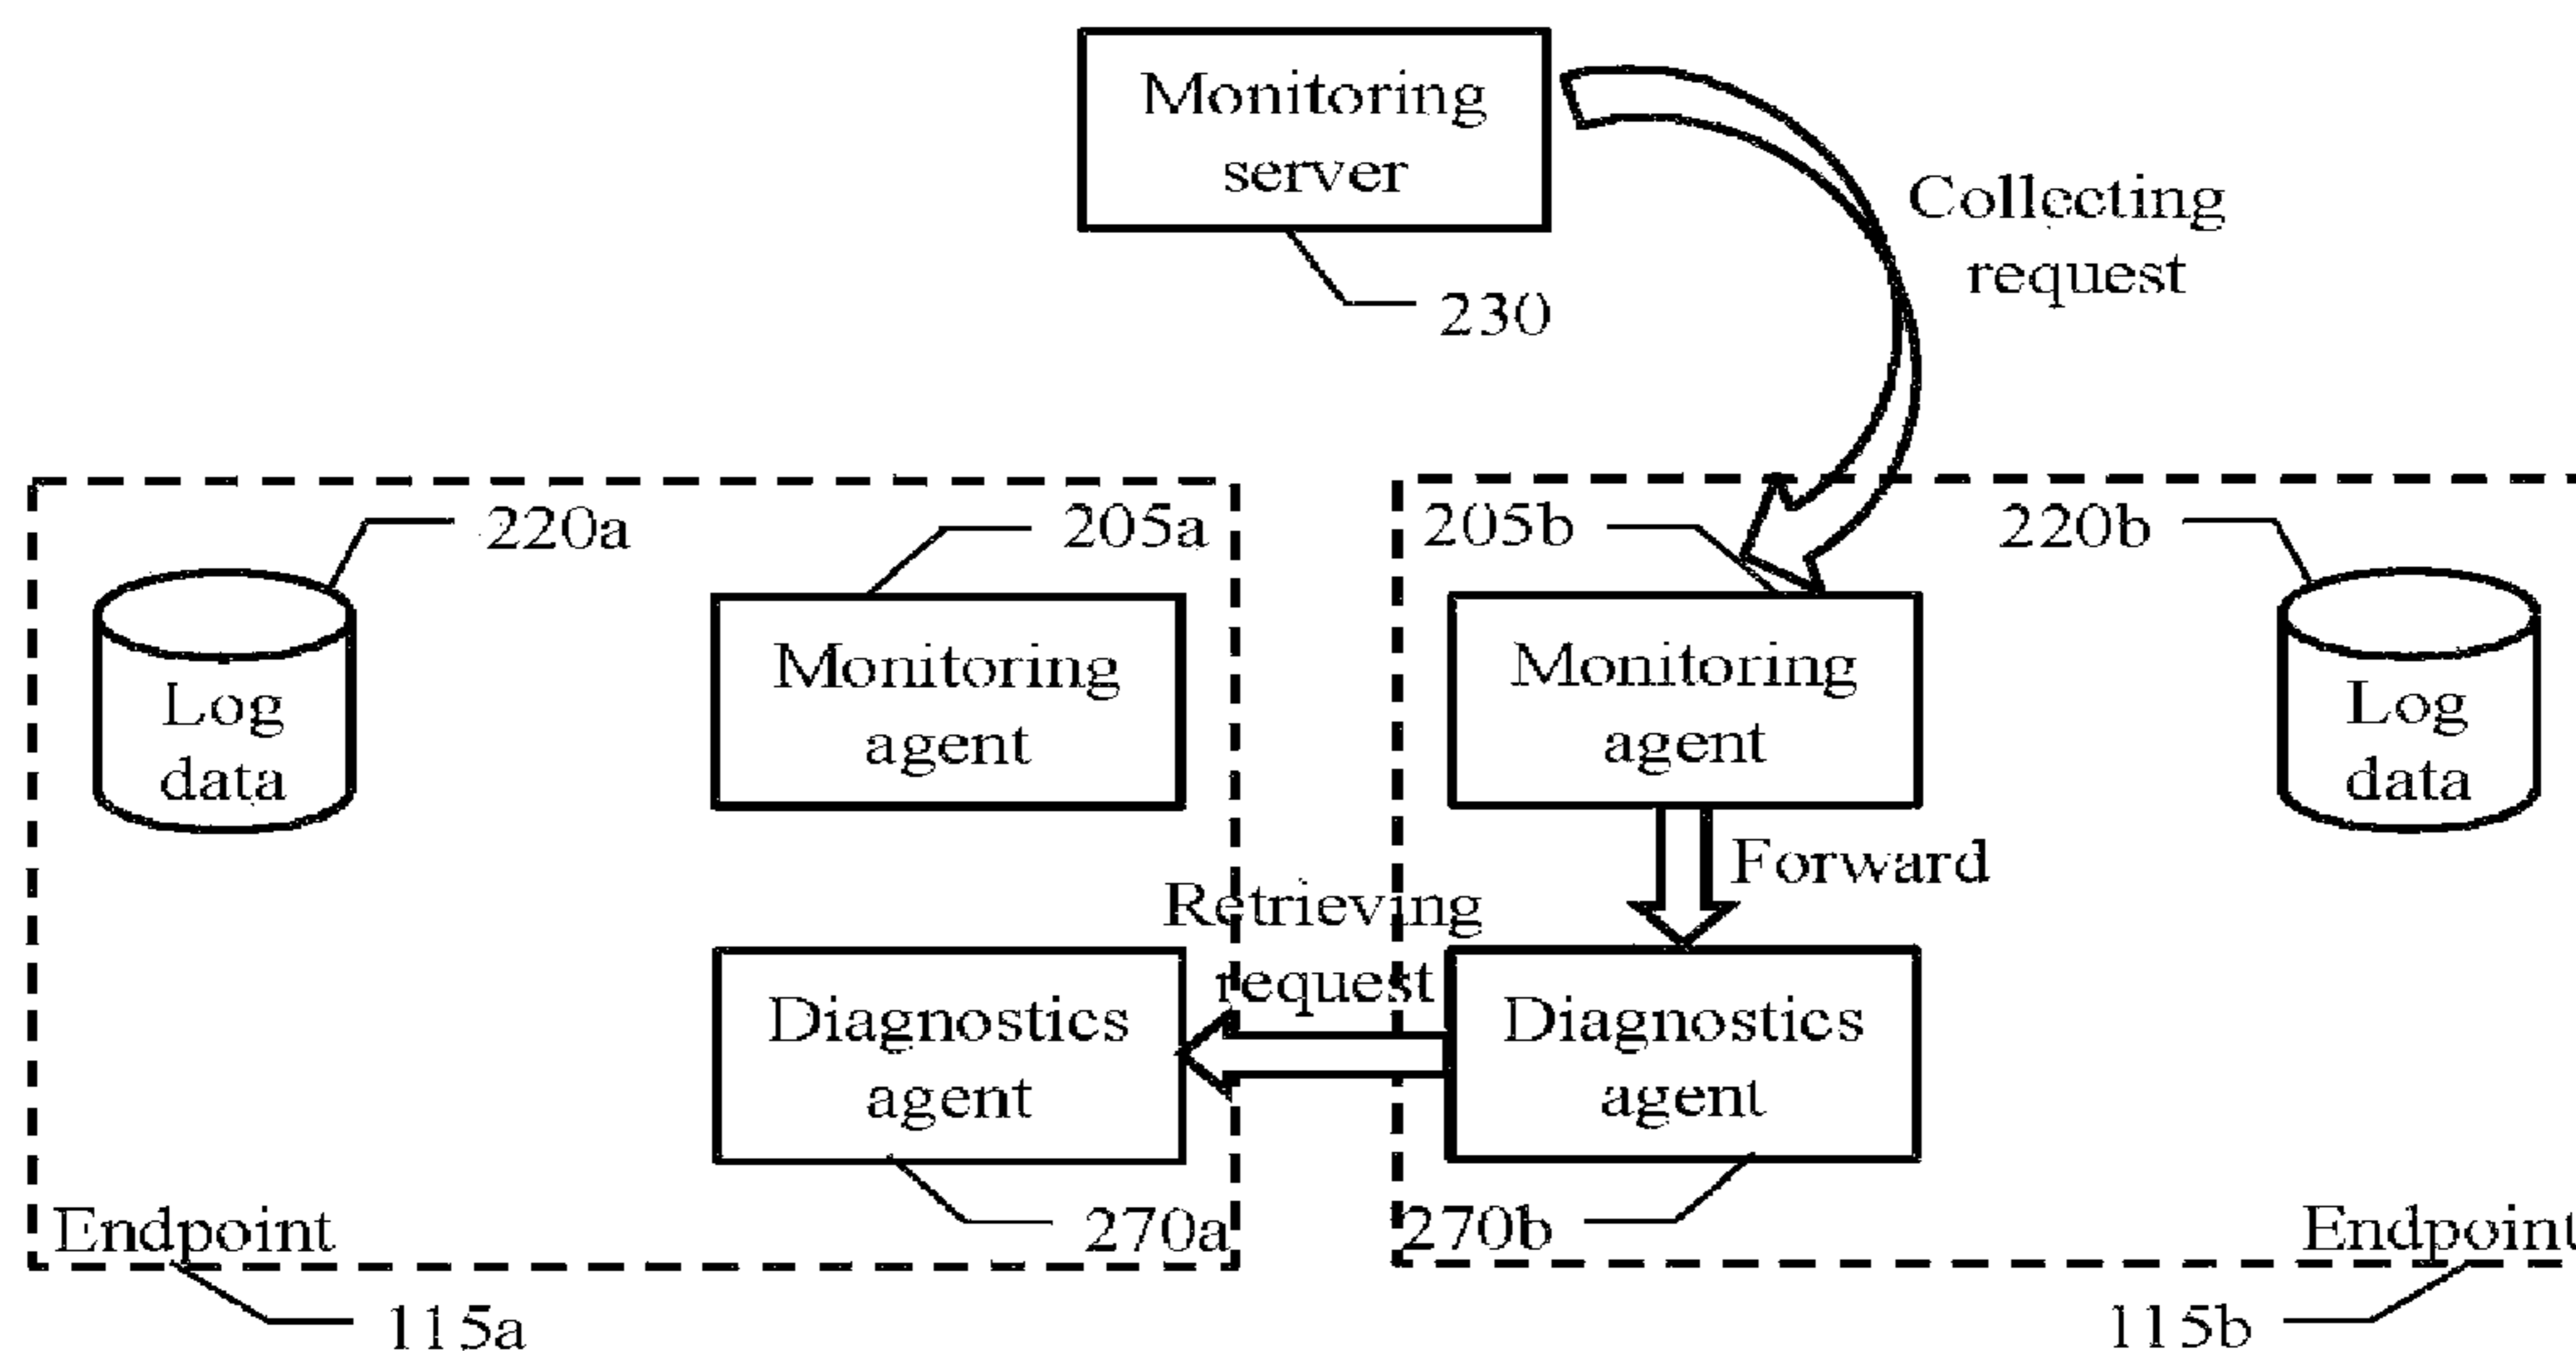 Monitoring
server
Collecting
request
230
220a
205a
205b
220b
Monitoring
agent
Monitoring
agent
Log
data
Log
data
Forward
Retrieving
request
Diagnostics
agent
Diagnostics
agent
Endpoint
270a
270b
Endpoint
115a
115b